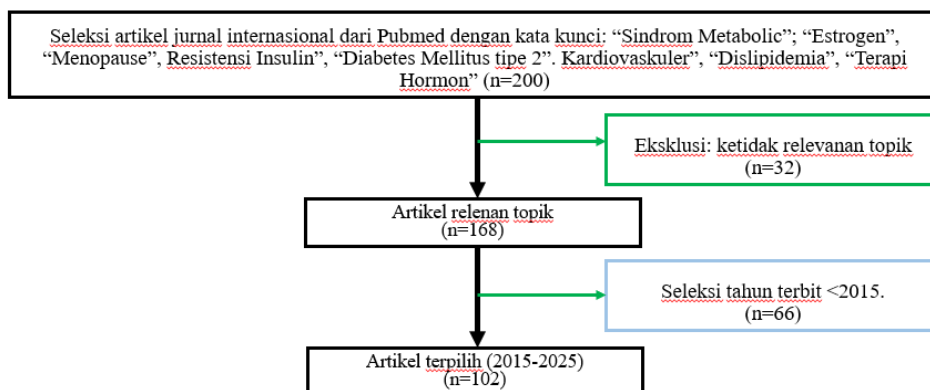 Seleksi artikel jurnal internasional dari Pubmed dengan kata kunci: “Sindrom Metabolic”; “Estrogen”,
“Menopause”, Resistensi Insulin”, “Diabetes Mellitus tipe 2”. Kardiovaskuler”, “Dislipidemia”, “Terapi
Hormon” (n=200)
Eksklusi: ketidak relevanan topik
(n=32)
Artikel relenan topik
(n=168)
Seleksi tahun terbit <2015.
(n=66)
Artikel terpilih (2015-2025)
(n=102)